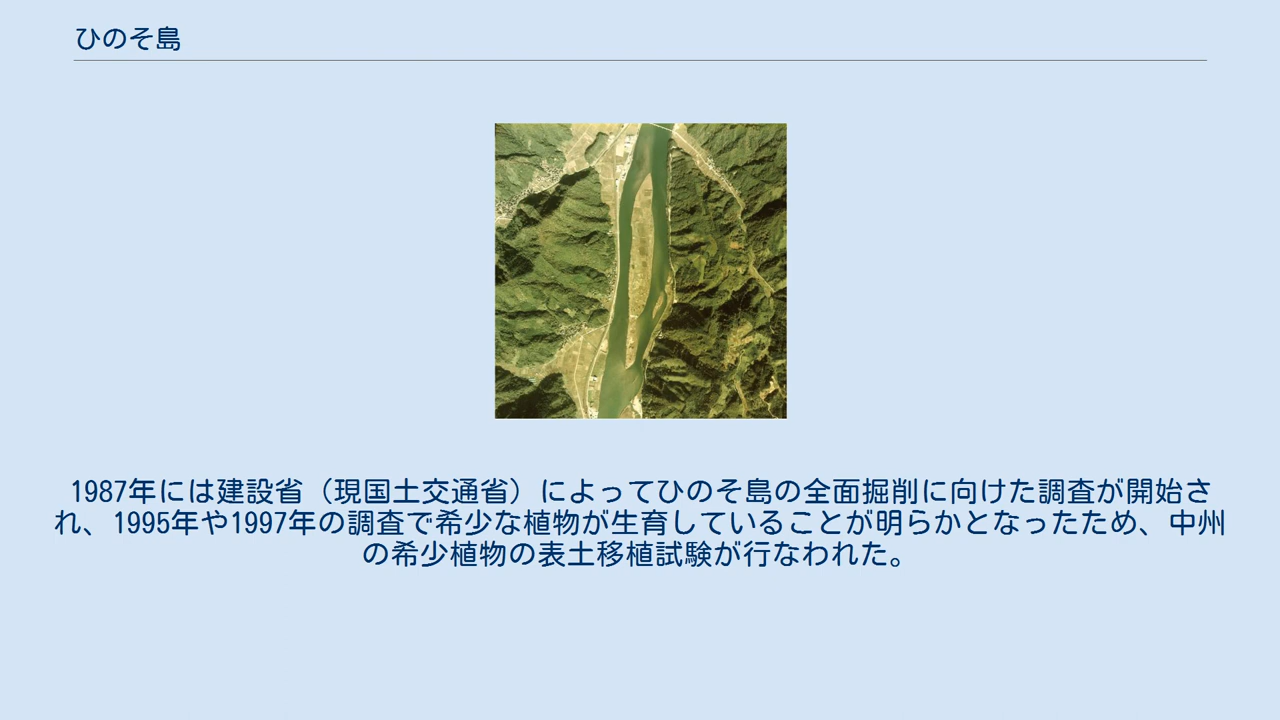 ひのそ島
1987年には建設省（現国土交通省）によってひのそ島の全面掘削に向けた調査が開始さ
れ、1995年や1997年の調査で希少な植物が生育していることが明らかとなったため、中州
の希少植物の表土移植試験が行なわれた。